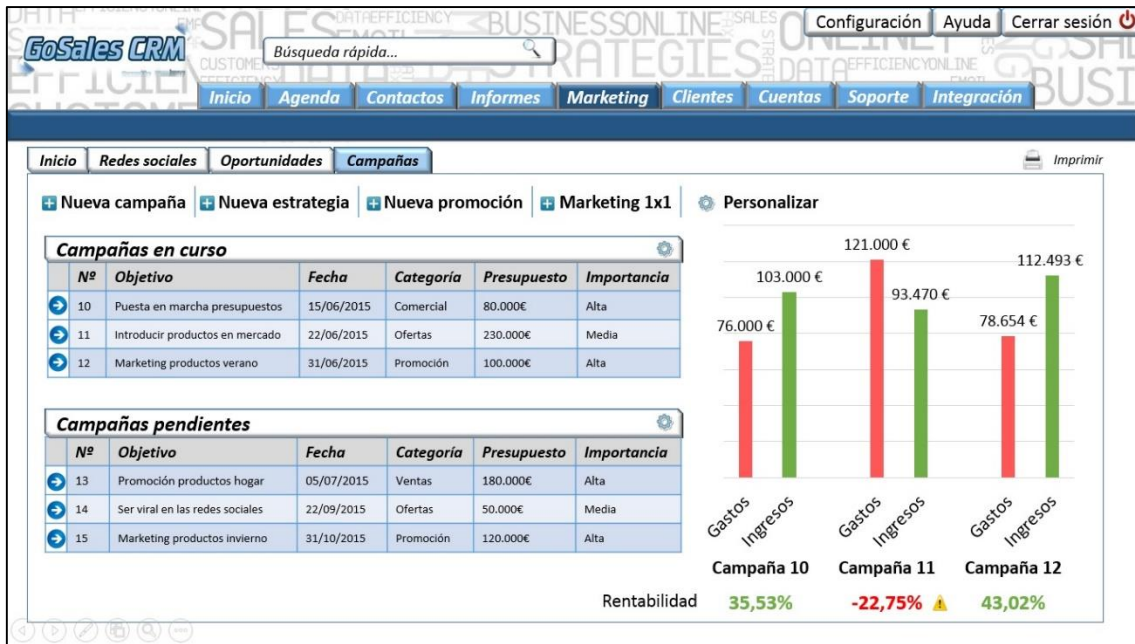 GoSales CRM
Búsqueda rápida...
Configuración Ayuda Cerrar sesión
Inicio Agenda Contactos Informes Marketing Clientes Cuentas Soporte Integración
Inicio Redes sociales Oportunidades Campañas
Imprimir
Nueva campaña Nueva estrategia Nueva promoción Marketing 1x1 Personalizar
Campañas en curso
Nº Objetivo Fecha Categoría Presupuesto Importancia
10 Puesta en marcha presupuestos 15/06/2015 Comercial 80.000€ Alta
11 Introducir productos en mercado 22/06/2015 Ofertas 230.000€ Media
12 Marketing productos verano 31/06/2015 Promoción 100.000€ Alta
Campañas pendientes
Nº Objetivo Fecha Categoría Presupuesto Importancia
13 Promoción productos hogar 05/07/2015 Ventas 180.000€ Alta
14 Ser viral en las redes sociales 22/09/2015 Ofertas 50.000€ Media
15 Marketing productos invierno 31/10/2015 Promoción 120.000€ Alta
76.000 € 103.000 € 121.000 € 93.470 € 78.654 € 112.493 €
Gastos Ingresos Gastos Ingresos Gastos Ingresos
Campaña 10 Campaña 11 Campaña 12
Rentabilidad 35,53% -22,75% 43,02%